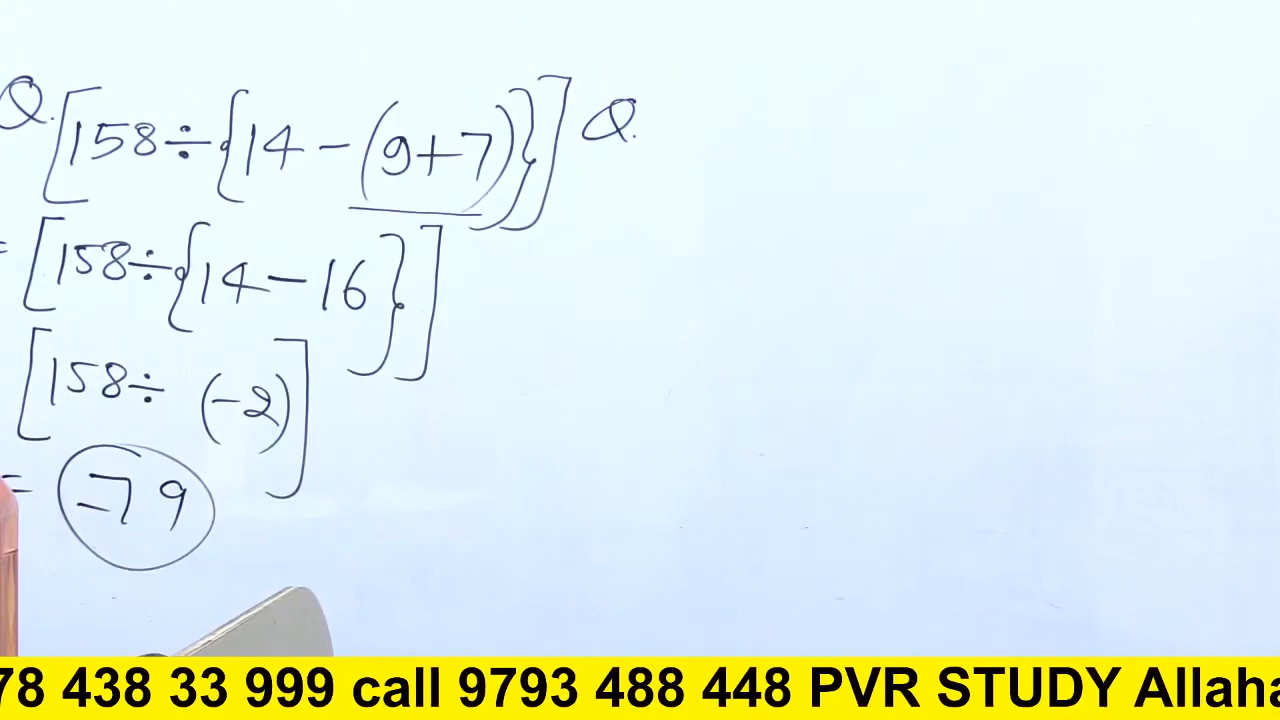 Q. [158÷{14-(9+7)}] Q.
= [158÷{14-16}]
[158÷ (-2)]
= -79
78 438 33 999 call 9793 488 448 PVR STUDY Allaha